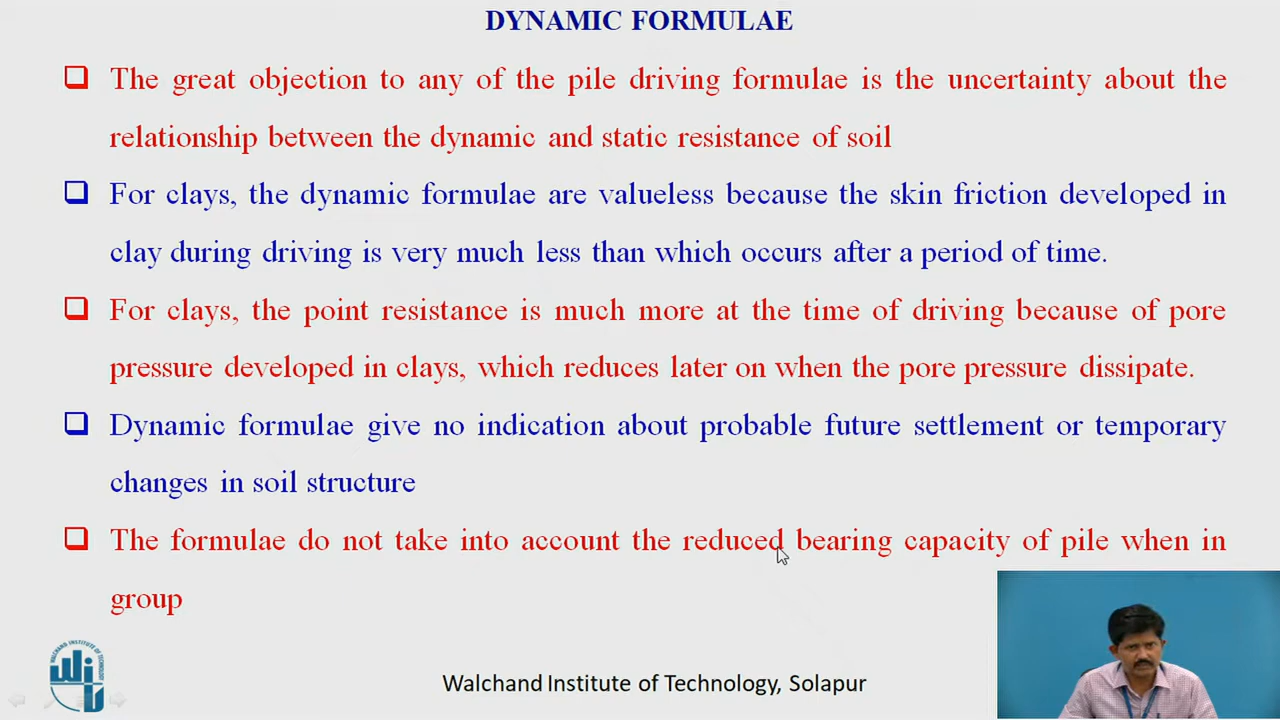 DYNAMIC FORMULAE
The great objection to any of the pile driving formulae is the uncertainty about the
relationship between the dynamic and static resistance of soil
For clays, the dynamic formulae are valueless because the skin friction developed in
clay during driving is very much less than which occurs after a period of time.
For clays, the point resistance is much more at the time of driving because of pore
pressure developed in clays, which reduces later on when the pore pressure dissipate.
Dynamic formulae give no indication about probable future settlement or temporary
changes in soil structure
The formulae do not take into account the reduced bearing capacity of pile when in
group
WALCHAND INSTITUTE OF TECHNOLOGY
WIT
Walchand Institute of Technology, Solapur